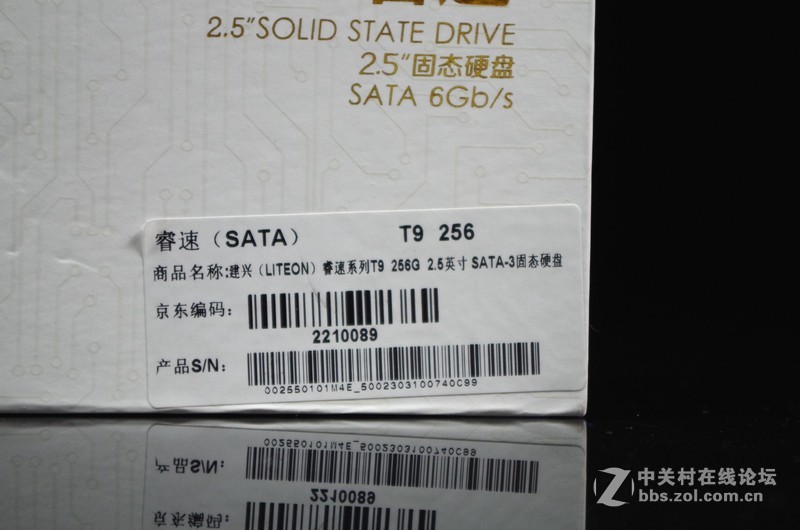 2.5"SOLID STATE DRIVE
2.5"固态硬盘
SATA 6Gb/s
睿速（SATA） T9 256
商品名称:建兴（LITEON）睿速系列T9 256G 2.5英寸 SATA-3固态硬盘
京东编码:
2210089
产品S/N:
002550101M4E_5002303100740C99
中关村在线论坛
bbs.zol.com.cn